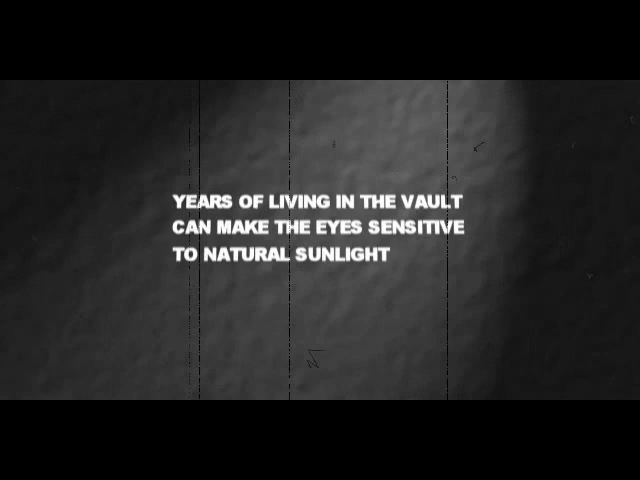 YEARS OF LIVING IN THE VAULT
CAN MAKE THE EYES SENSITIVE
TO NATURAL SUNLIGHT